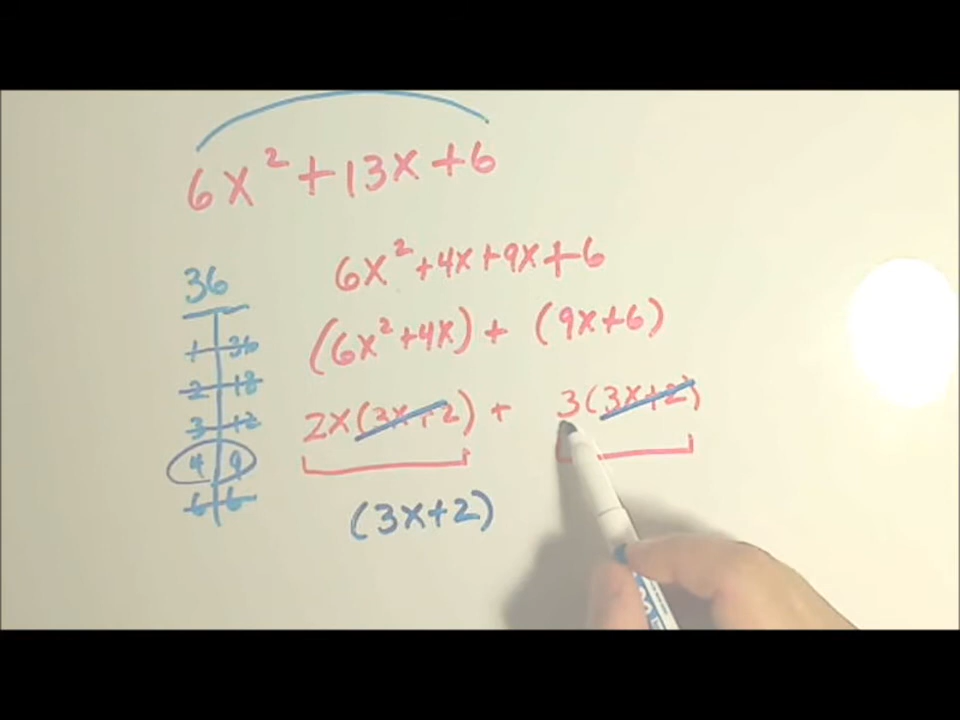 6x² + 13x + 6
6x² + 4x + 9x + 6
36
(6x² + 4x) + (9x + 6)
1 36
2 18
3 12
4 9
6 6
2x(3x + 2) + 3(3x + 2)
(3x + 2)